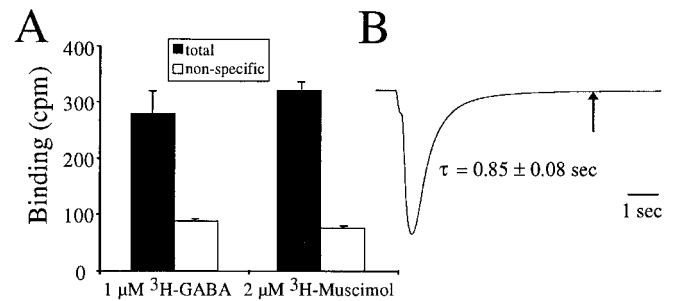 A
B
Binding (cpm)
400
300
200
100
0
total
non-specific
1 μM ³H-GABA
2 μM ³H-Muscimol
τ = 0.85 ± 0.08 sec
1 sec